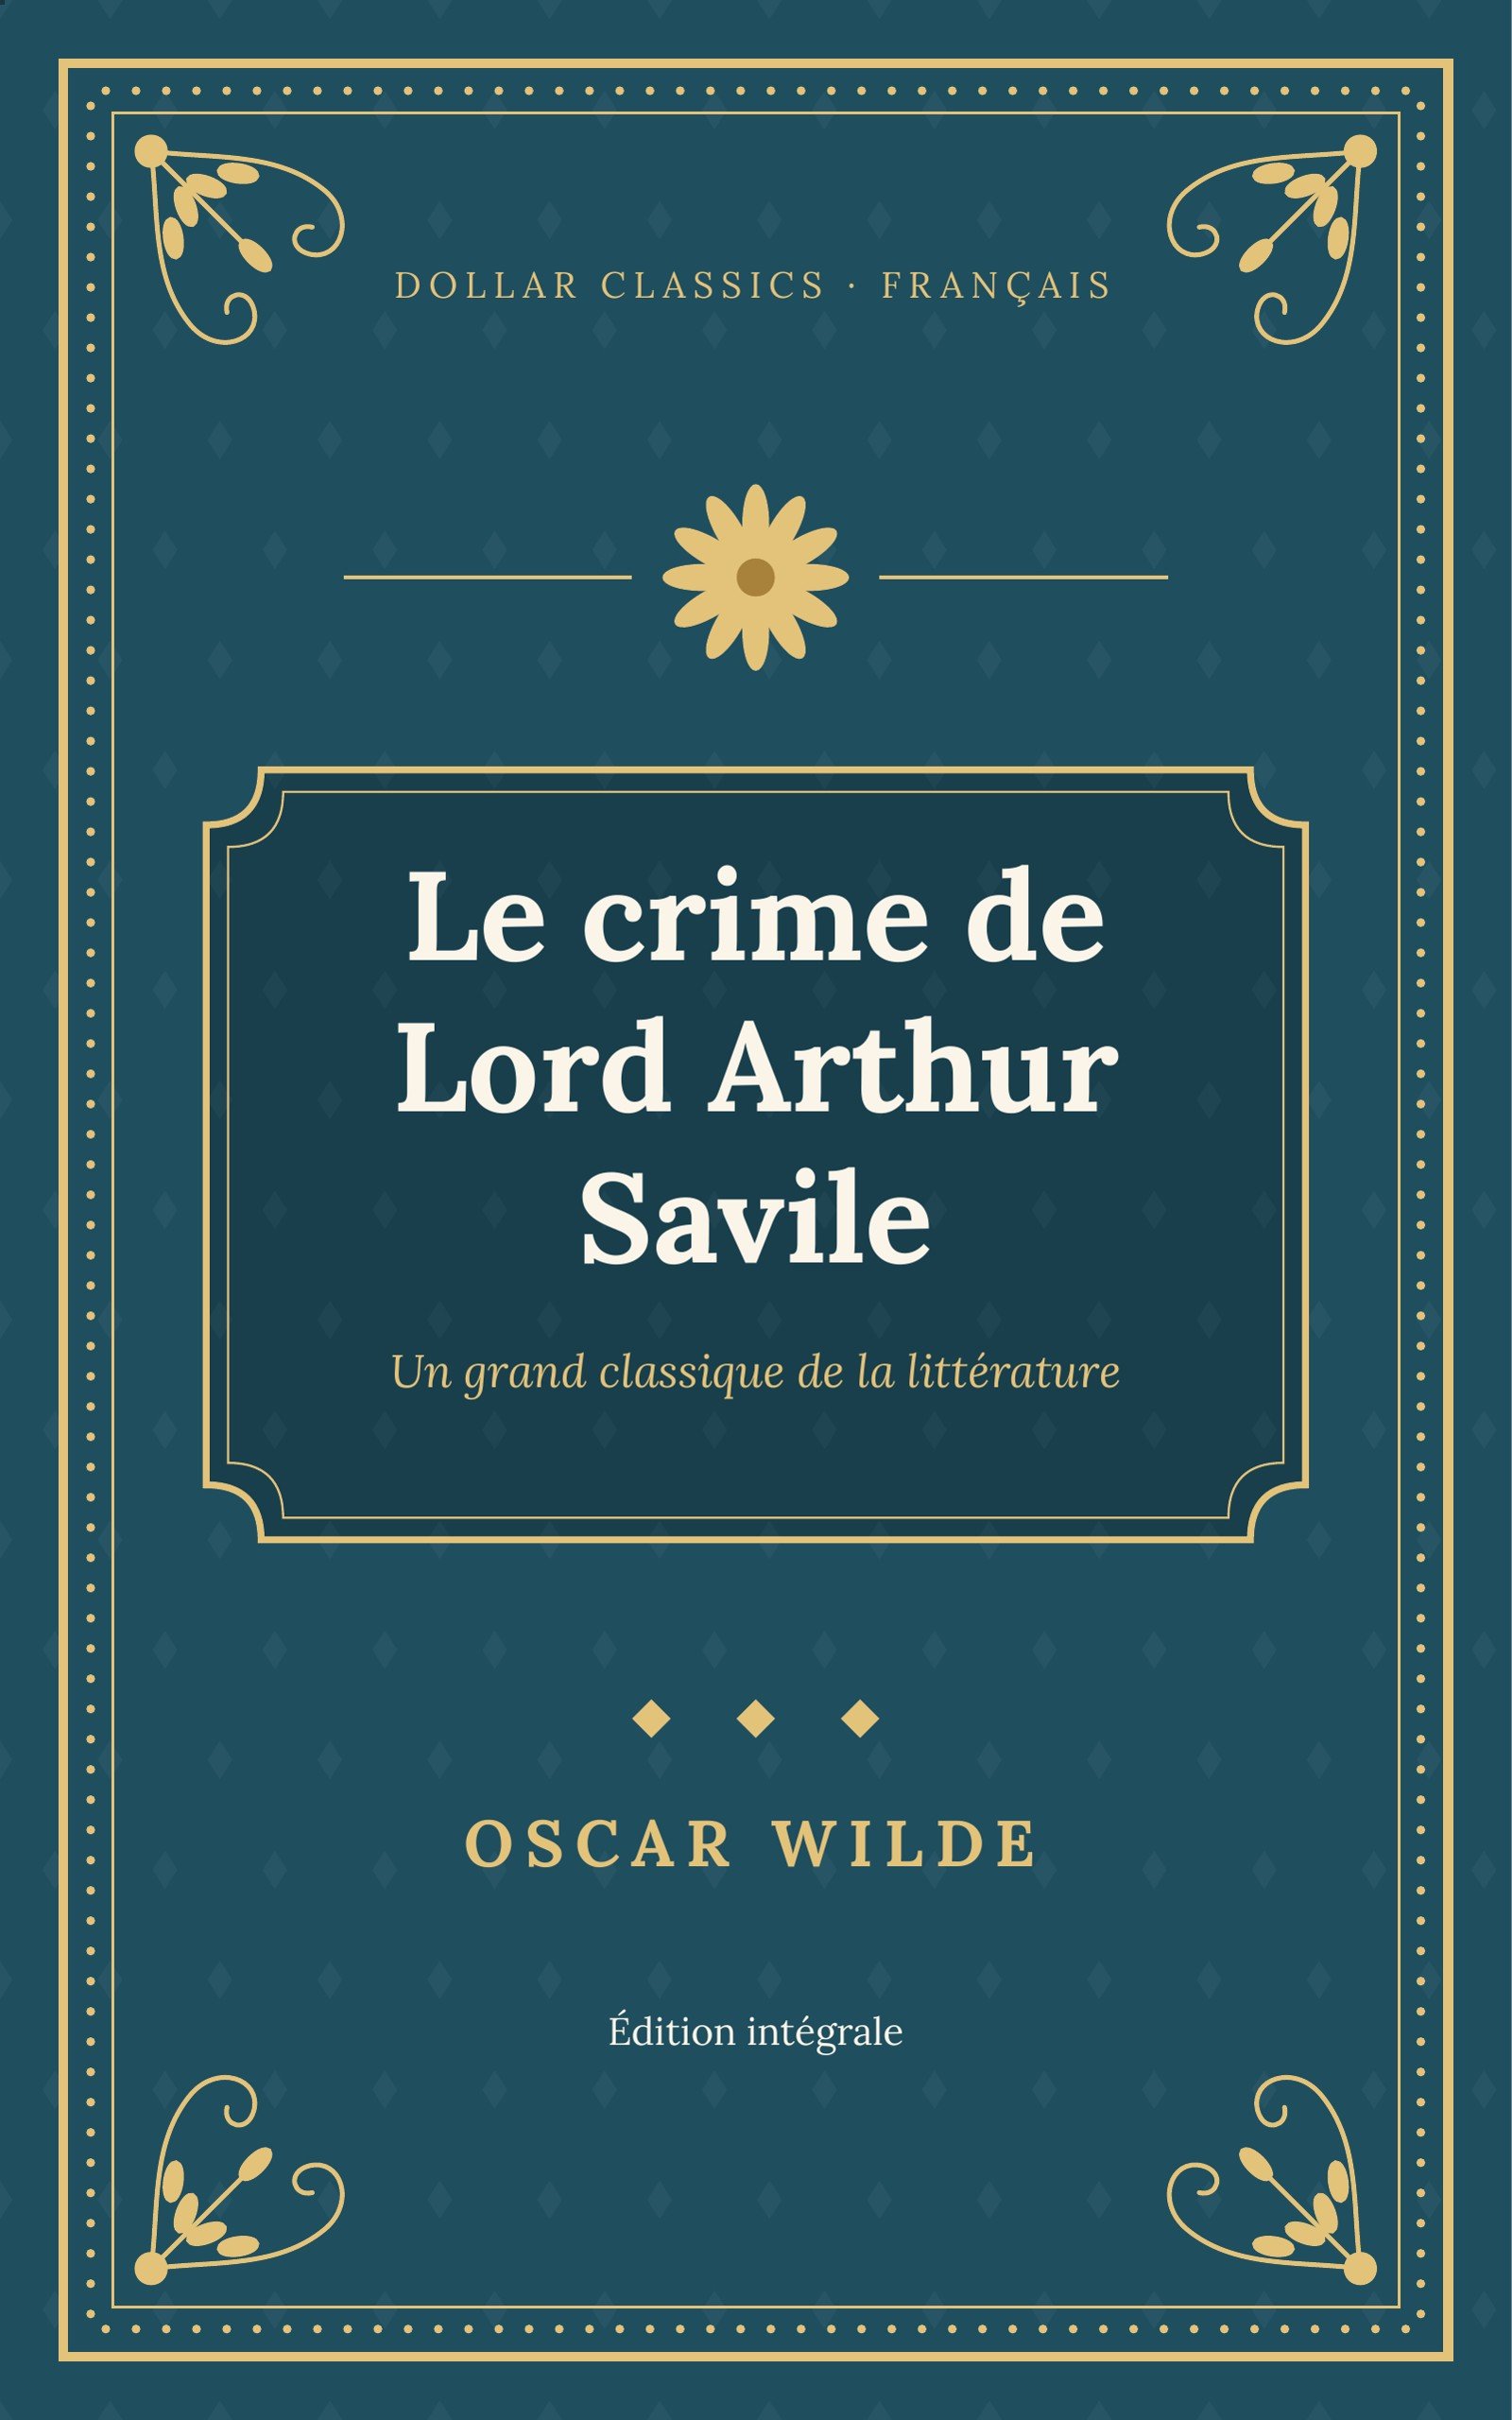 DOLLAR CLASSICS · FRANÇAIS
Le crime de
Lord Arthur
Savile
Un grand classique de la littérature
OSCAR WILDE
Édition intégrale